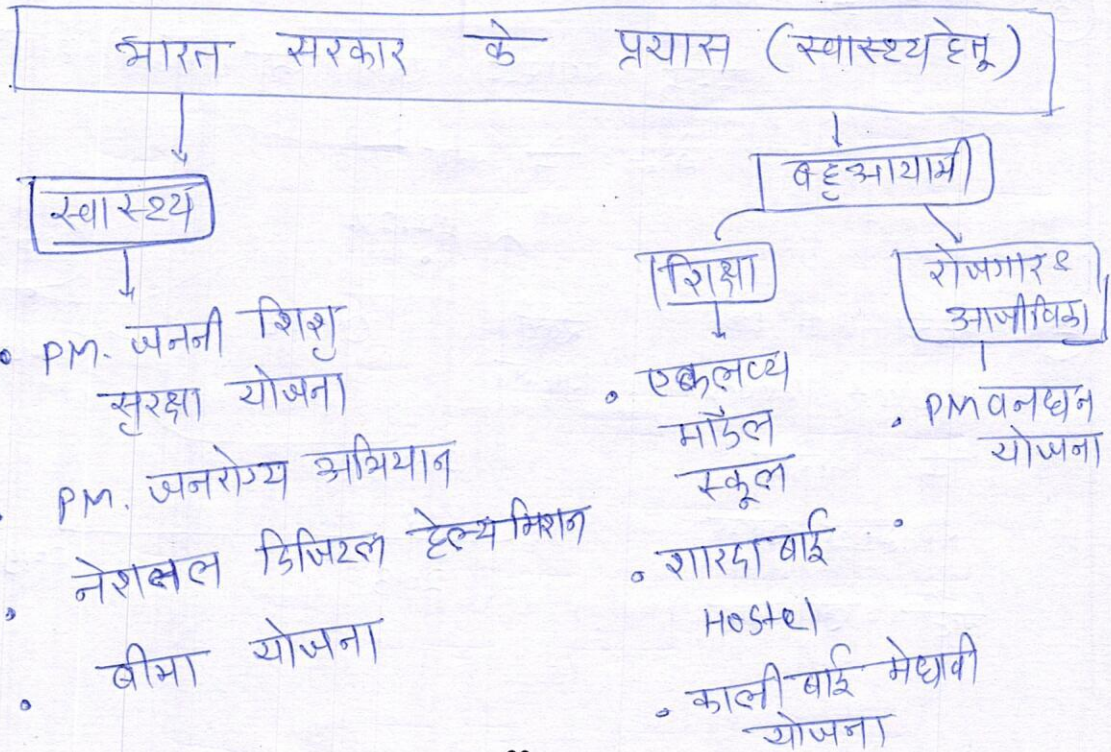 भारत सरकार के प्रयास (स्वास्थ्य हेतू)
स्वास्थ्य
• PM. जननी शिशु
सुरक्षा योजना
• PM. जनरोग्य अभियान
• नेशनल डिजिटल हेल्थ मिशन
• बीमा योजना
बहुआयामी
शिक्षा
• एकलव्य
मॉडल
स्कूल
• शारदा बाई
Hostel
• काली बाई मेधावी
योजना
रोजगार &
आजीविका
• PM वनधन
योजना
•